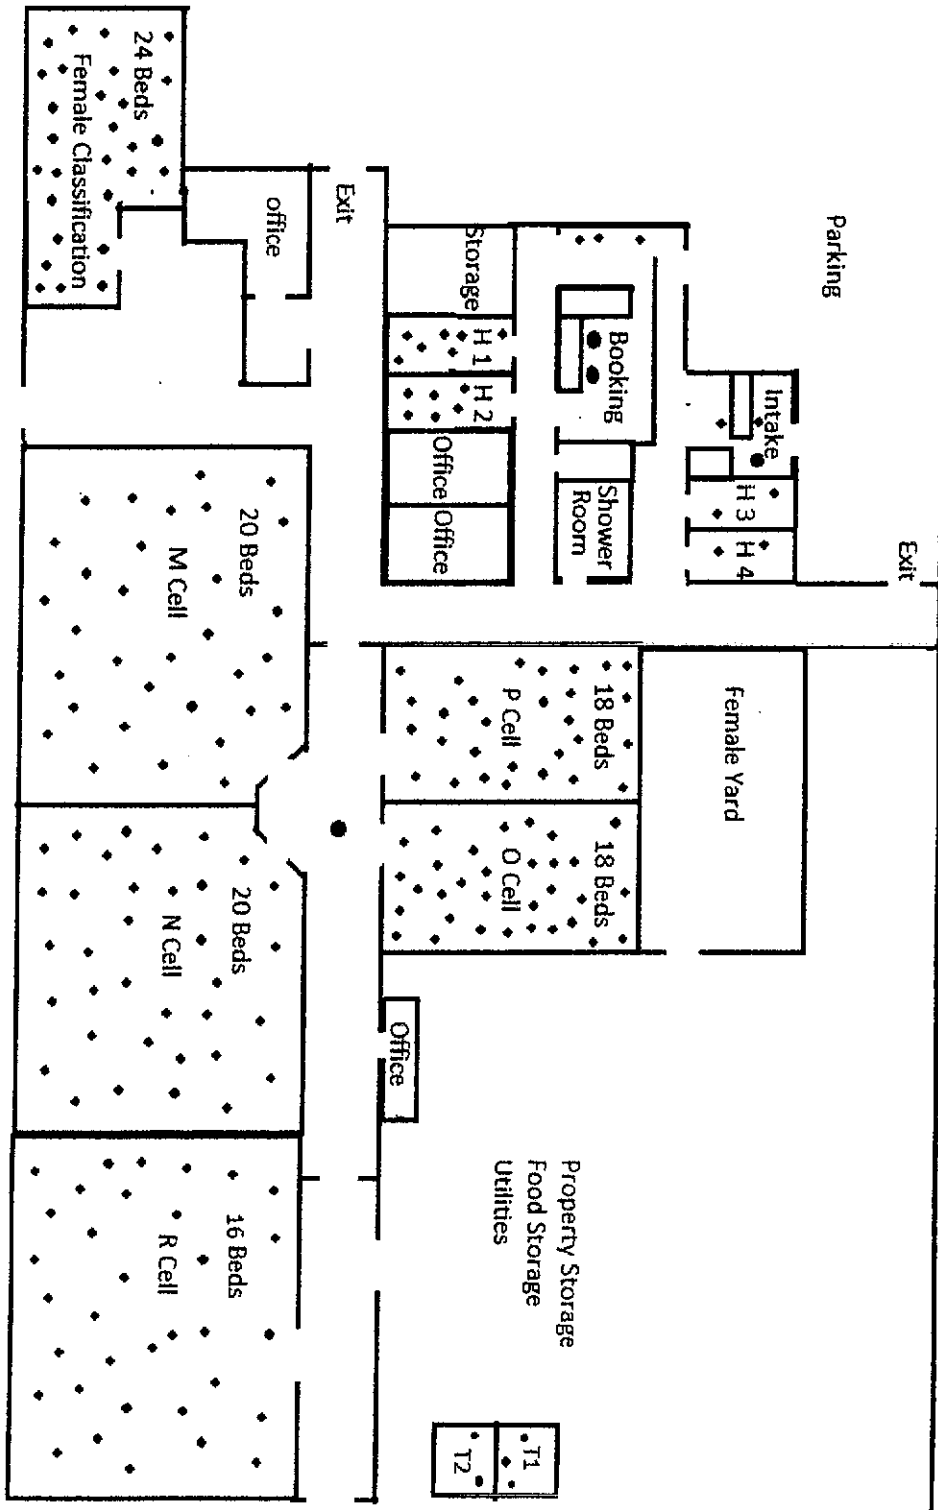 Exit
Parking
Intake
H 3
H 4
Female Yard
Booking
Shower
Room
18 Beds
P Cell
18 Beds
O Cell
Property Storage
Food Storage
Utilities
T1
T2
Storage
H 1
H 2
Office
Office
Office
Exit
office
20 Beds
M Cell
20 Beds
N Cell
16 Beds
R Cell
24 Beds
Female Classification